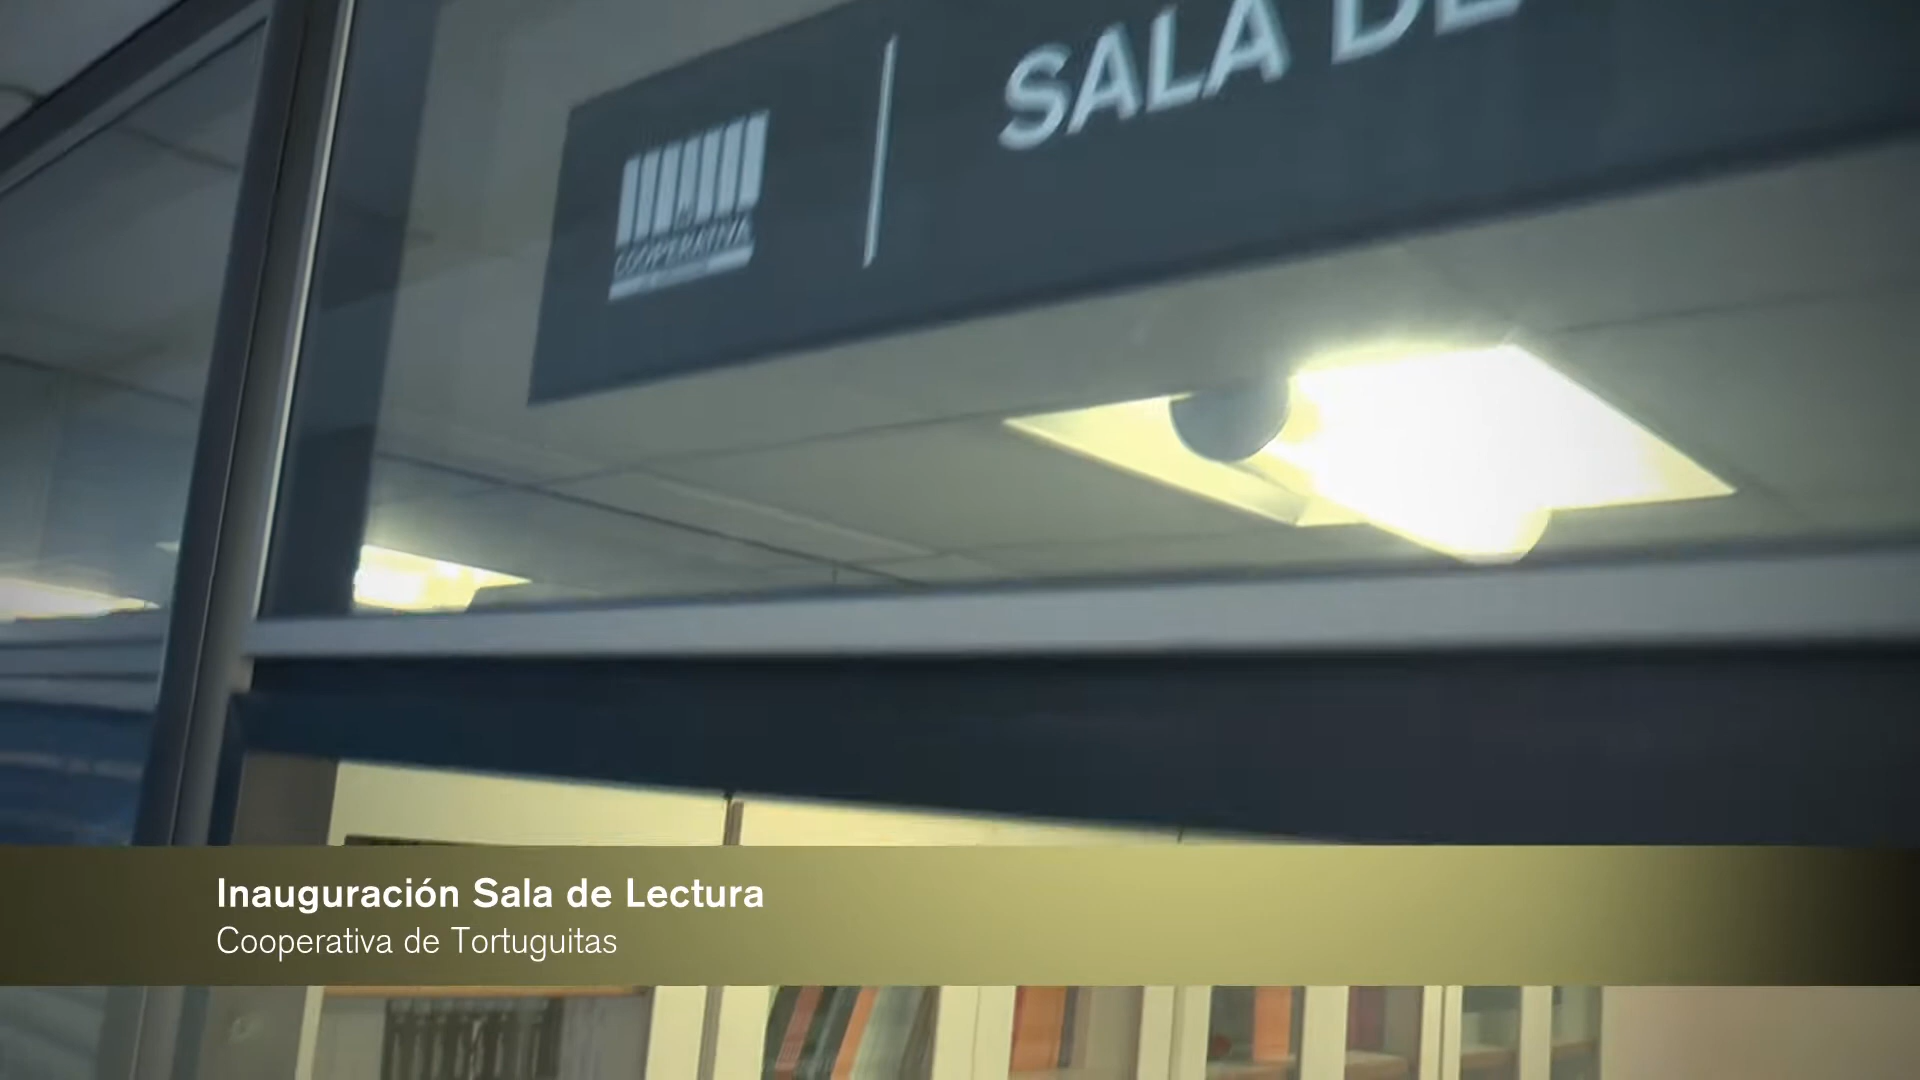 SALA DE
COOPERATIVA
Inauguración Sala de Lectura
Cooperativa de Tortuguitas